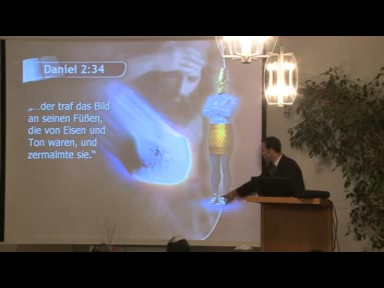 Daniel 2:34
„...der traf das Bild
an seinen Füßen,
die von Eisen und
Ton waren, und
zermalmte sie.“